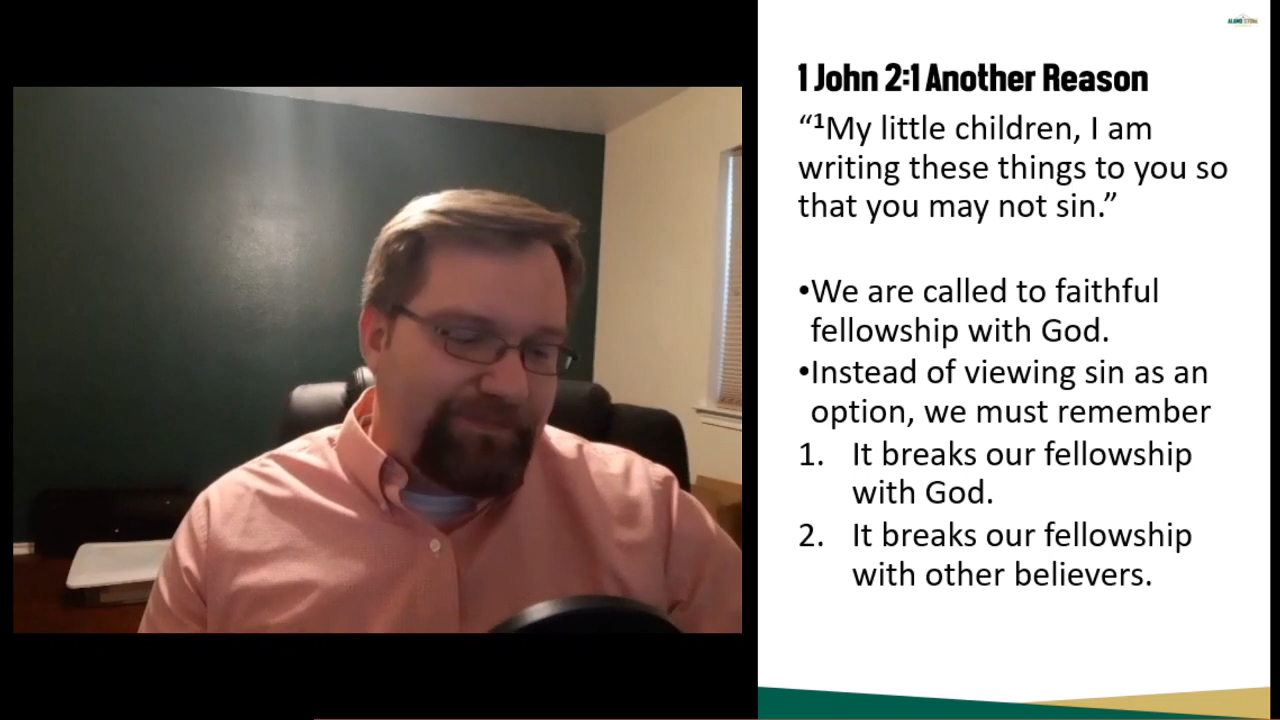 1 John 2:1 Another Reason
“¹My little children, I am
writing these things to you so
that you may not sin.”
•We are called to faithful
fellowship with God.
•Instead of viewing sin as an
option, we must remember
1. It breaks our fellowship
with God.
2. It breaks our fellowship
with other believers.